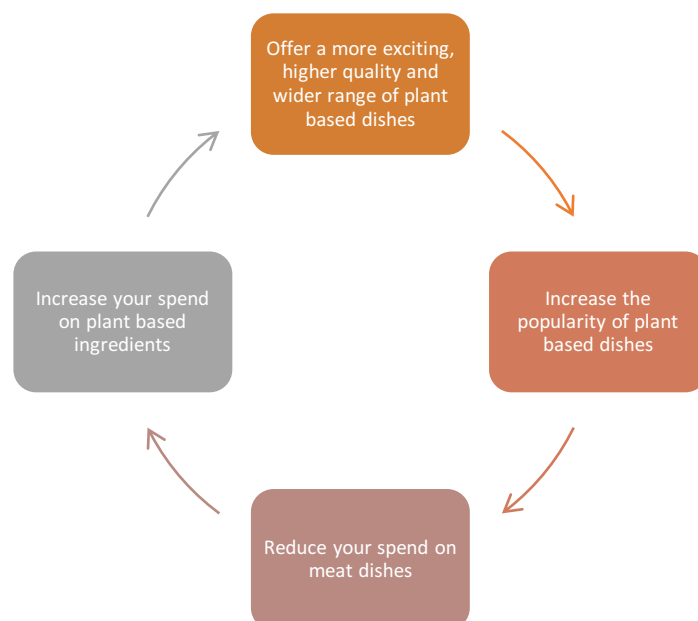 Offer a more exciting,
higher quality and
wider range of plant
based dishes
Increase the
popularity of plant
based dishes
Reduce your spend on
meat dishes
Increase your spend
on plant based
ingredients